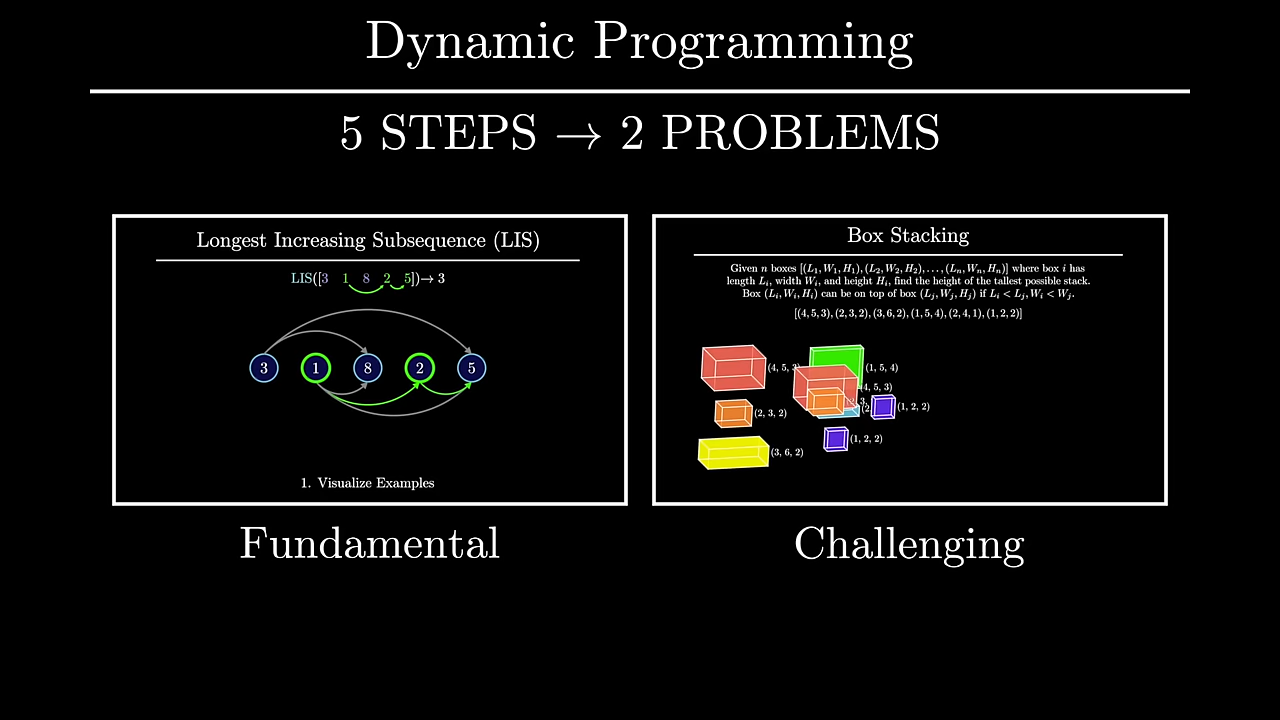 Dynamic Programming
5 STEPS → 2 PROBLEMS
Longest Increasing Subsequence (LIS)
LIS([3 1 8 2 5]) → 3
3 1 8 2 5
1. Visualize Examples
Fundamental
Box Stacking
Given n boxes [(L₁, W₁, H₁), (L₂, W₂, H₂), . . . , (Lₙ, Wₙ, Hₙ)] where box i has
length Lᵢ, width Wᵢ, and height Hᵢ, find the height of the tallest possible stack.
Box (Lᵢ, Wᵢ, Hᵢ) can be on top of box (Lⱼ, Wⱼ, Hⱼ) if Lᵢ < Lⱼ, Wᵢ < Wⱼ.
[(4, 5, 3), (2, 3, 2), (3, 6, 2), (1, 5, 4), (2, 4, 1), (1, 2, 2)]
(4, 5, 3) (1, 5, 4)
4, 5, 3)
(2, 3, 2) (1, 2, 2)
(1, 2, 2)
(3, 6, 2)
Challenging